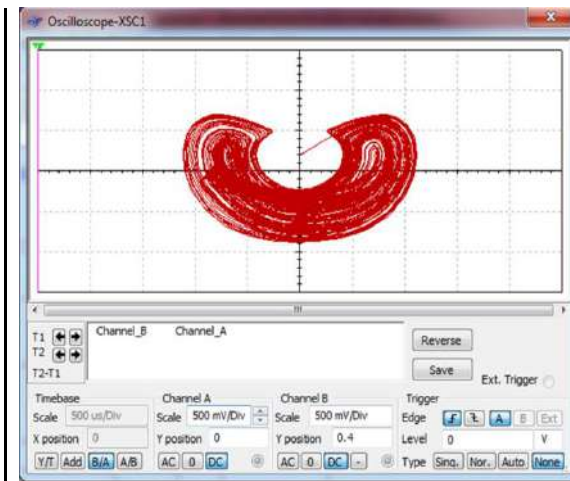 Oscilloscope-XSC1
T1 Channel_B Channel_A
T2
T2-T1
Reverse
Save
Ext. Trigger
Timebase Channel A Channel B Trigger
Scale 500 us/Div Scale 500 mV/Div Scale 500 mV/Div Edge A B Ext
X position 0 Y position 0 Y position 0.4 Level 0 V
Y/T Add B/A A/B AC 0 DC AC 0 DC - Type Sing. Nor. Auto None